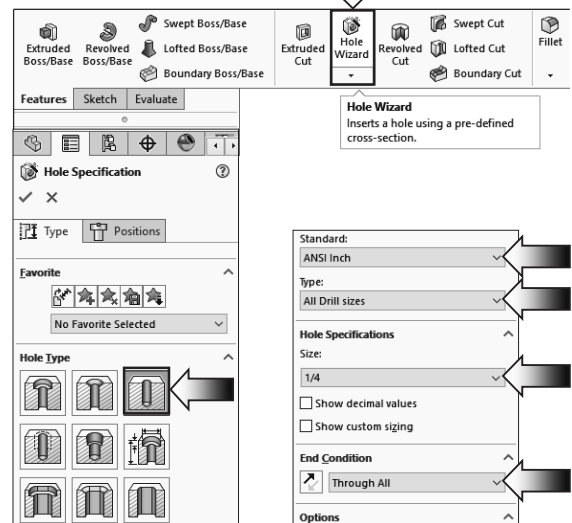 Extruded Boss/Base
Revolved Boss/Base
Swept Boss/Base
Lofted Boss/Base
Boundary Boss/Base
Extruded Cut
Hole Wizard
Revolved Cut
Swept Cut
Lofted Cut
Boundary Cut
Fillet
Features Sketch Evaluate
Hole Wizard
Inserts a hole using a pre-defined
cross-section.
Hole Specification
Type Positions
Favorite
No Favorite Selected
Hole Type
Standard:
ANSI Inch
Type:
All Drill sizes
Hole Specifications
Size:
1/4
Show decimal values
Show custom sizing
End Condition
Through All
Options